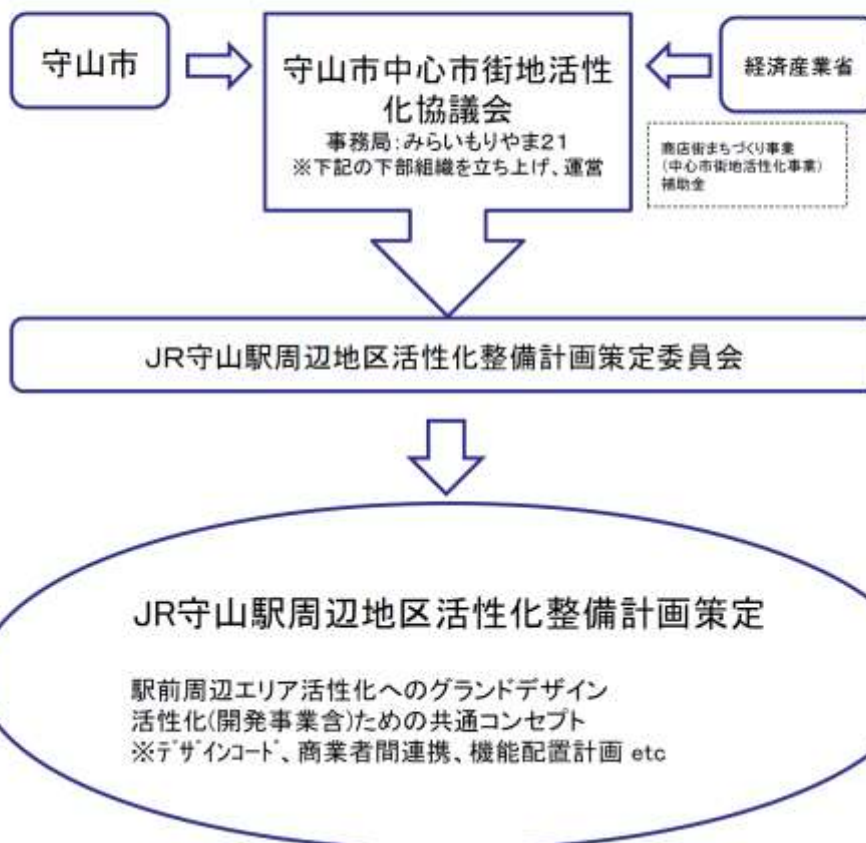 守山市
守山市中心市街地活性
化協議会
事務局:みらいもりやま21
※下記の下部組織を立ち上げ、運営
経済産業省
商店街まちづくり事業
(中心市街地活性化事業)
補助金
JR守山駅周辺地区活性化整備計画策定委員会
JR守山駅周辺地区活性化整備計画策定
駅前周辺エリア活性化へのグランドデザイン
活性化(開発事業含)ための共通コンセプト
※ﾃﾞｻﾞｲﾝｺｰﾄﾞ、商業者間連携、機能配置計画 etc